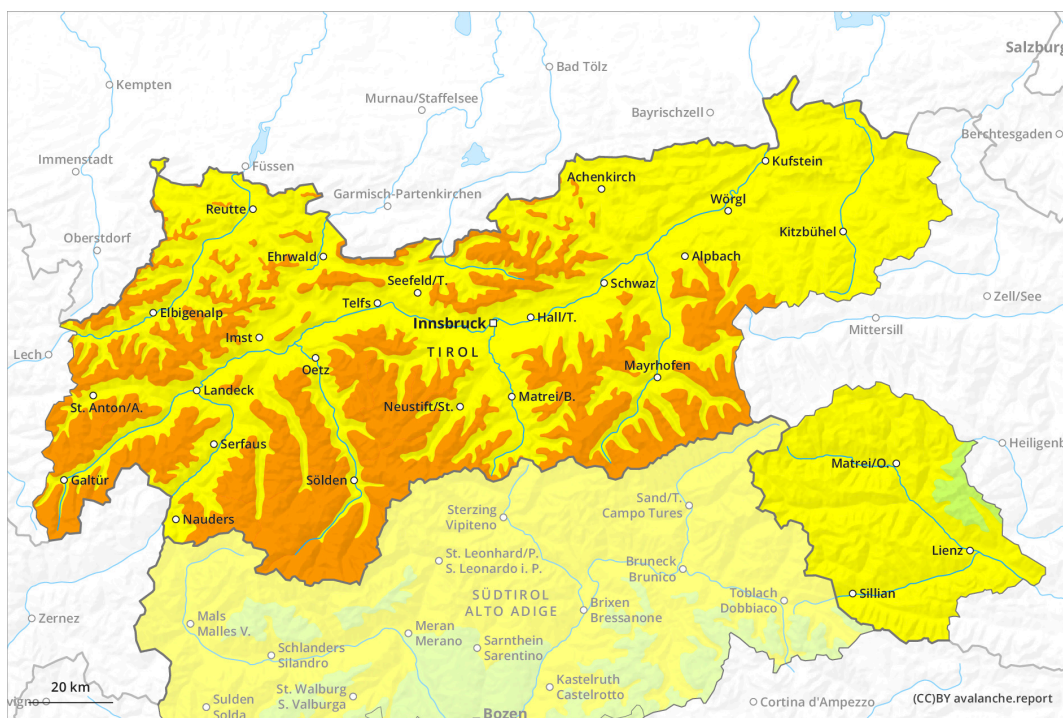 Salzburg
Kempten
Bad Tölz
Murnau/Staffelsee
Bayrischzell
Berchtesgaden
Immenstadt
Füssen
Kufstein
Achenkirch
Garmisch-Partenkirchen
Wörgl
Reutte
Oberstdorf
Kitzbühel
Ehrwald
Alpbach
Seefeld/T.
Schwaz
Zell/See
Telfs
Elbigenalp
Innsbruck
Hall/T.
Mittersill
Imst
TIROL
Lech
Oetz
Mayrhofen
Landeck
Matrei/B.
St. Anton/A.
Neustift/St.
Serfaus
Heiligenb
Matrei/O.
Galtür
Sölden
Sand/T.
Campo Tures
Sterzing
Vipiteno
Nauders
Lienz
St. Leonhard/P.
S. Leonardo i. P.
Bruneck
Brunico
SÜDTIROL
ALTO ADIGE
Sillian
Toblach
Dobbiaco
Brixen
Bressanone
Zernez
Mals
Malles V.
Meran
Merano
Sarnthein
Sarentino
Schlanders
Silandro
Kastelruth
Castelrotto
20 km
St. Walburg
S. Valburga
vigno
Sulden
Solda
Bozen
Cortina d'Ampezzo
(CC)BY avalanche.report